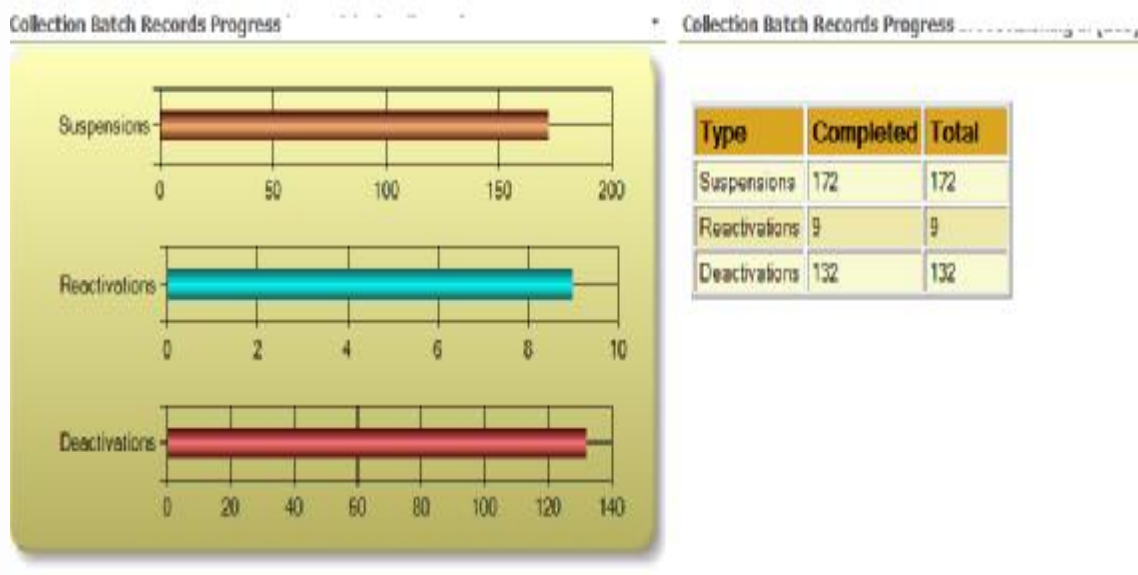 Collection Batch Records Progress
Suspensions
0 50 100 150 200
Reactivations
0 2 4 6 8 10
Deactivations
0 20 40 60 80 100 120 140
Collection Batch Records Progress
Type Completed Total
Suspensions 172 172
Reactivations 9 9
Deactivations 132 132